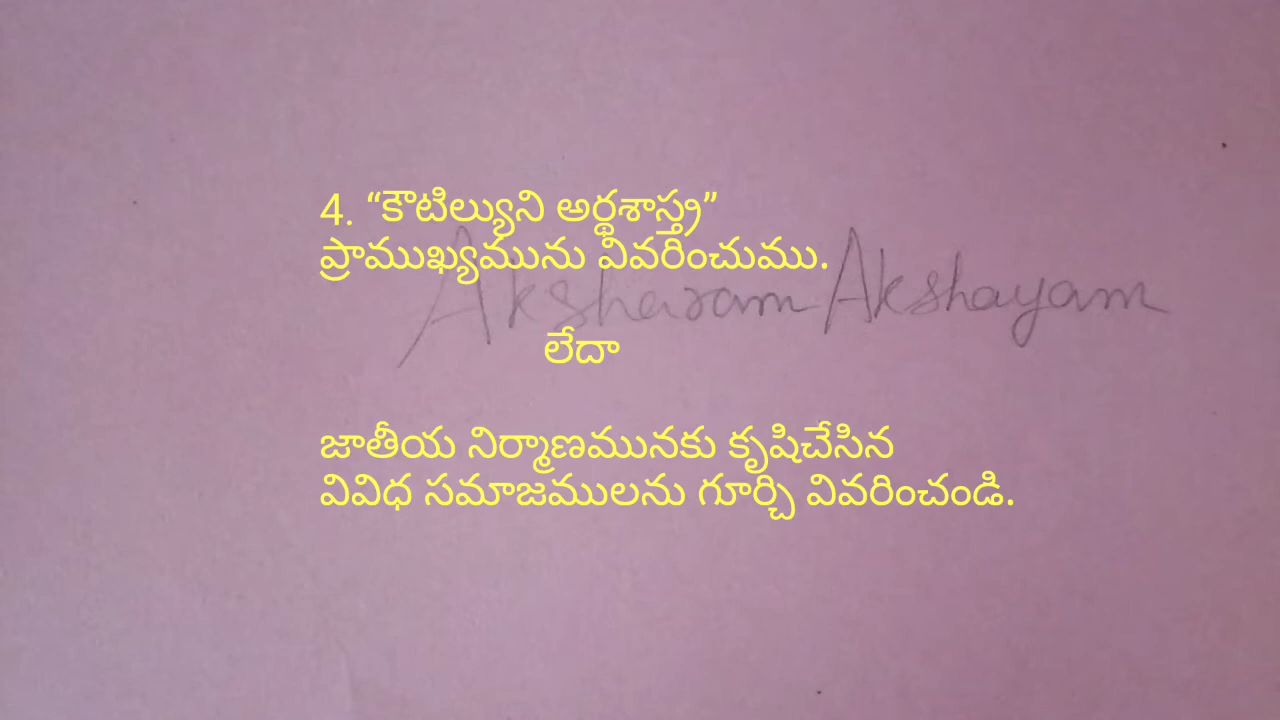 4. “కౌటిల్యుని అర్థశాస్త్ర”
ప్రాముఖ్యమును వివరించుము.
Aksharam Akshayam
లేదా
జాతీయ నిర్మాణమునకు కృషిచేసిన
వివిధ సమాజములను గూర్చి వివరించండి.